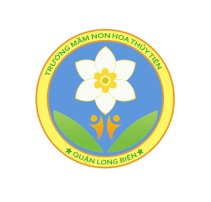 TRƯỜNG MẦM NON HOA THỦY TIÊN
QUẬN LONG BIÊN